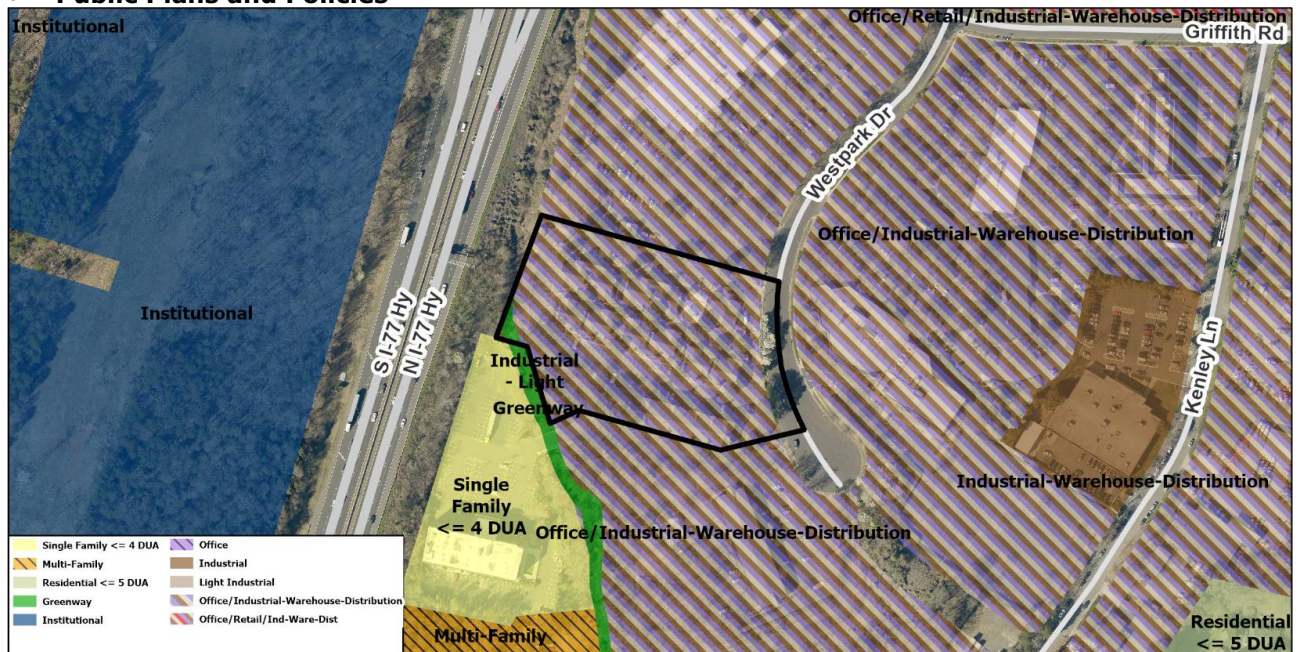 Public Plans and Policies
Institutional
Office/Retail/Industrial-Warehouse-Distribution
Griffith Rd
Westpark Dr
Office/Industrial-Warehouse-Distribution
Institutional
S I-77 Hy
N I-77 Hy
Kenley Ln
Industrial
- Light
Greenway
Single
Family
<= 4 DUA
Industrial-Warehouse-Distribution
Office/Industrial-Warehouse-Distribution
Multi-Family
Residential
<= 5 DUA
Single Family <= 4 DUA
Multi-Family
Residential <= 5 DUA
Greenway
Institutional
Office
Industrial
Light Industrial
Office/Industrial-Warehouse-Distribution
Office/Retail/Ind-Ware-Dist